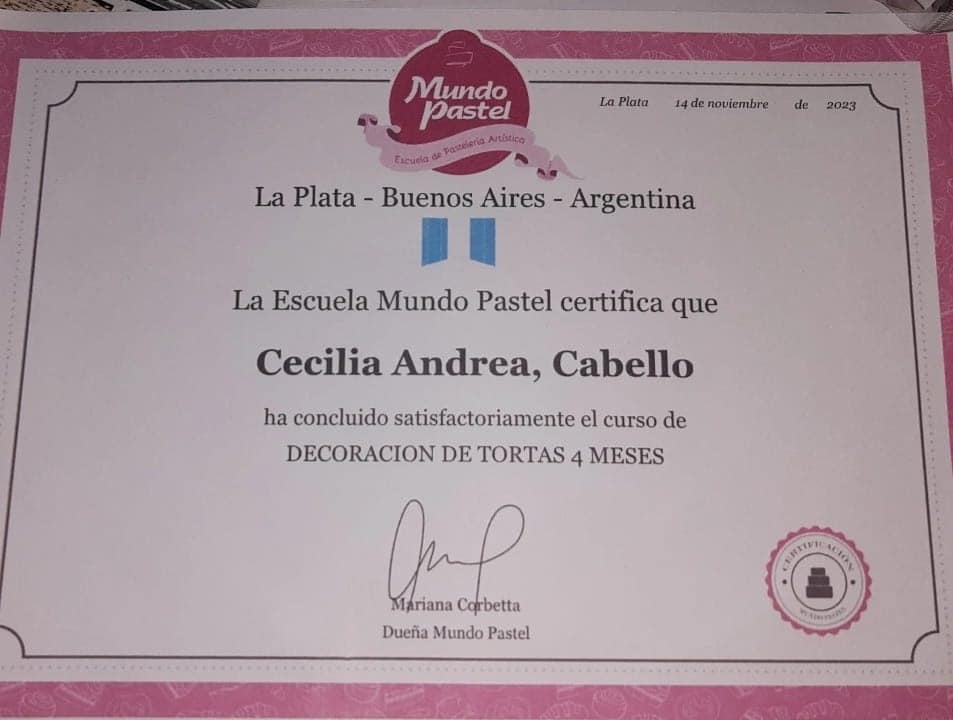 Mundo
Pastel
Escuela de Pastelería Artística
La Plata 14 de noviembre de 2023
La Plata - Buenos Aires - Argentina
La Escuela Mundo Pastel certifica que
Cecilia Andrea, Cabello
ha concluido satisfactoriamente el curso de
DECORACION DE TORTAS 4 MESES
Mariana Corbetta
Dueña Mundo Pastel
CERTIFICACIÓN